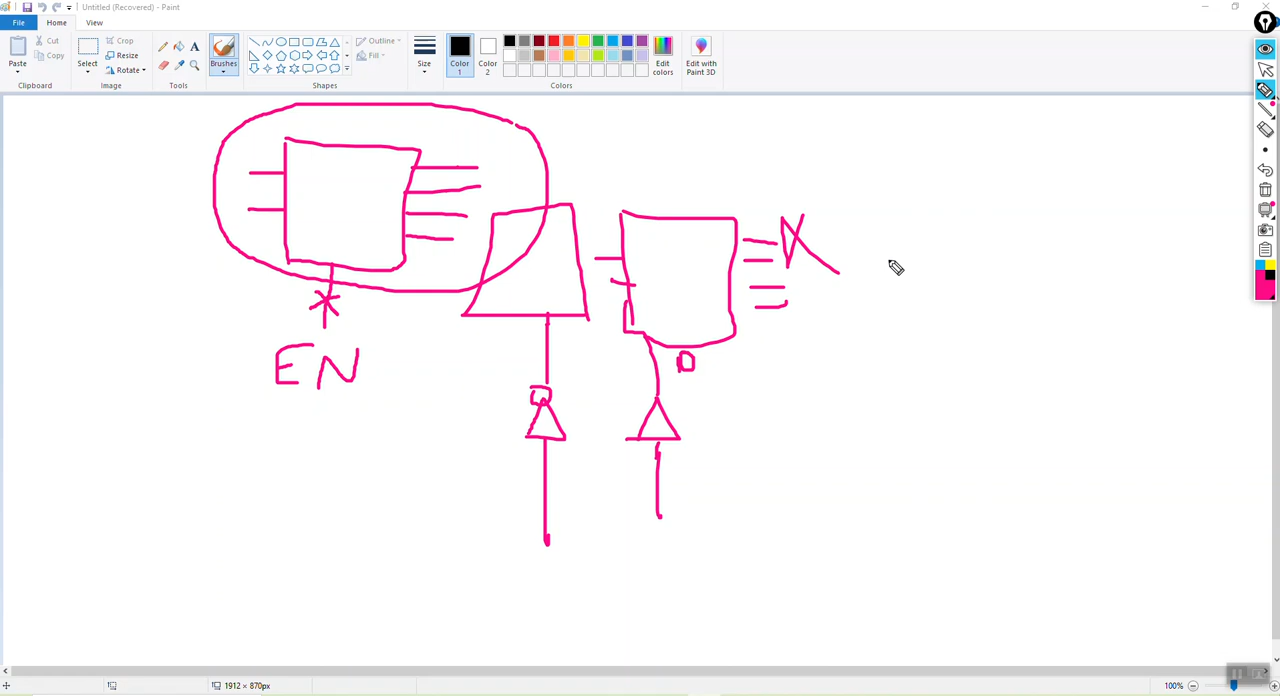 Untitled (Recovered) - Paint
File Home View
Paste
Cut
Copy
Clipboard
Select
Crop
Resize
Rotate
Image
A
Tools
Brushes
Shapes
Outline
Fill
Size
Color 1
Color 2
Edit colors
Colors
Edit with Paint 3D
EN
1912 × 870px
100%